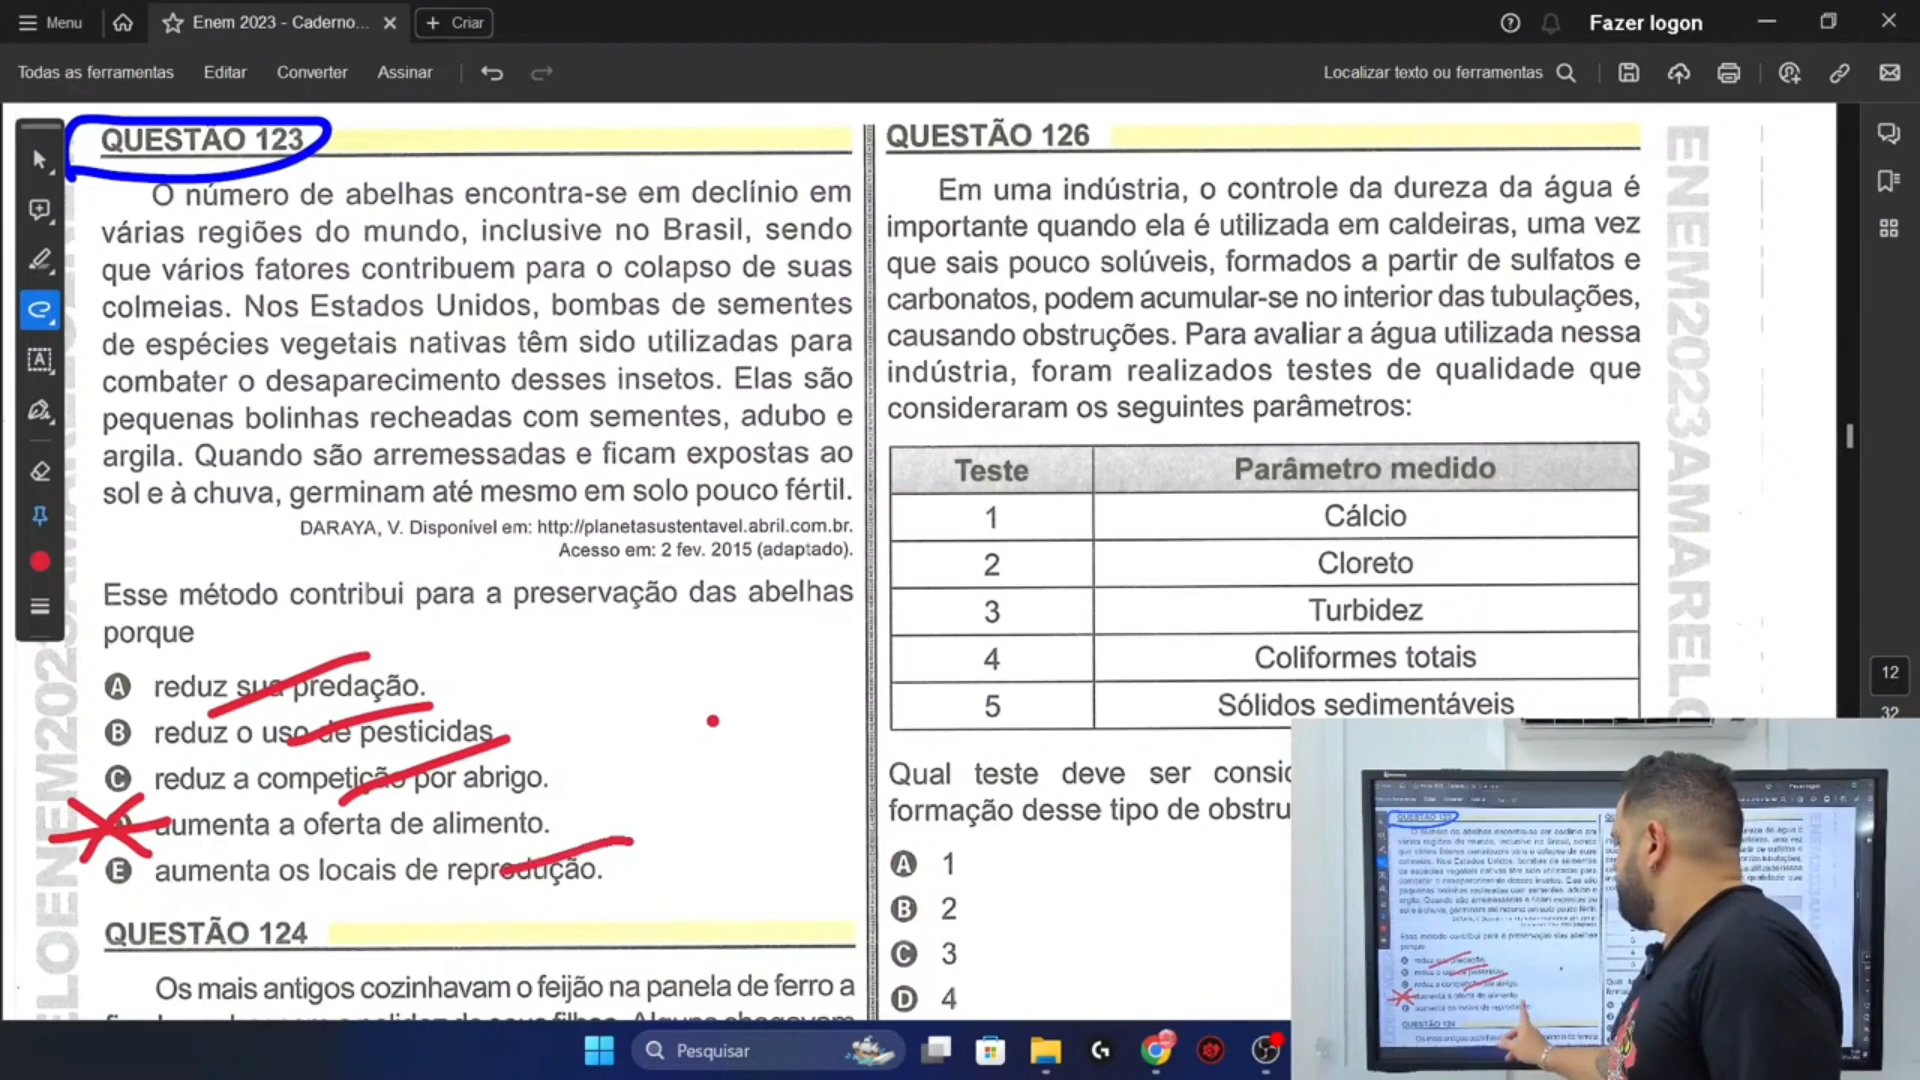 Menu
Enem 2023 - Caderno...
Criar
Fazer logon
Todas as ferramentas
Editar
Converter
Assinar
Localizar texto ou ferramentas
QUESTÃO 123
O número de abelhas encontra-se em declínio em
várias regiões do mundo, inclusive no Brasil, sendo
que vários fatores contribuem para o colapso de suas
colmeias. Nos Estados Unidos, bombas de sementes
de espécies vegetais nativas têm sido utilizadas para
combater o desaparecimento desses insetos. Elas são
pequenas bolinhas recheadas com sementes, adubo e
argila. Quando são arremessadas e ficam expostas ao
sol e à chuva, germinam até mesmo em solo pouco fértil.
DARAYA, V. Disponível em: http://planetasustentavel.abril.com.br.
Acesso em: 2 fev. 2015 (adaptado).
Esse método contribui para a preservação das abelhas
porque
A reduz sua predação.
B reduz o uso de pesticidas.
C reduz a competição por abrigo.
aumenta a oferta de alimento.
E aumenta os locais de reprodução.
QUESTÃO 124
Os mais antigos cozinhavam o feijão na panela de ferro a
QUESTÃO 126
Em uma indústria, o controle da dureza da água é
importante quando ela é utilizada em caldeiras, uma vez
que sais pouco solúveis, formados a partir de sulfatos e
carbonatos, podem acumular-se no interior das tubulações,
causando obstruções. Para avaliar a água utilizada nessa
indústria, foram realizados testes de qualidade que
consideraram os seguintes parâmetros:
Teste Parâmetro medido
1 Cálcio
2 Cloreto
3 Turbidez
4 Coliformes totais
5 Sólidos sedimentáveis
Qual teste deve ser
formação desse tipo de
A 1
B 2
C 3
D 4
ENEM2023AMARELO
LOENEM202
12
32
Pesquisar
QUESTÃO 123
QUESTÃO 124